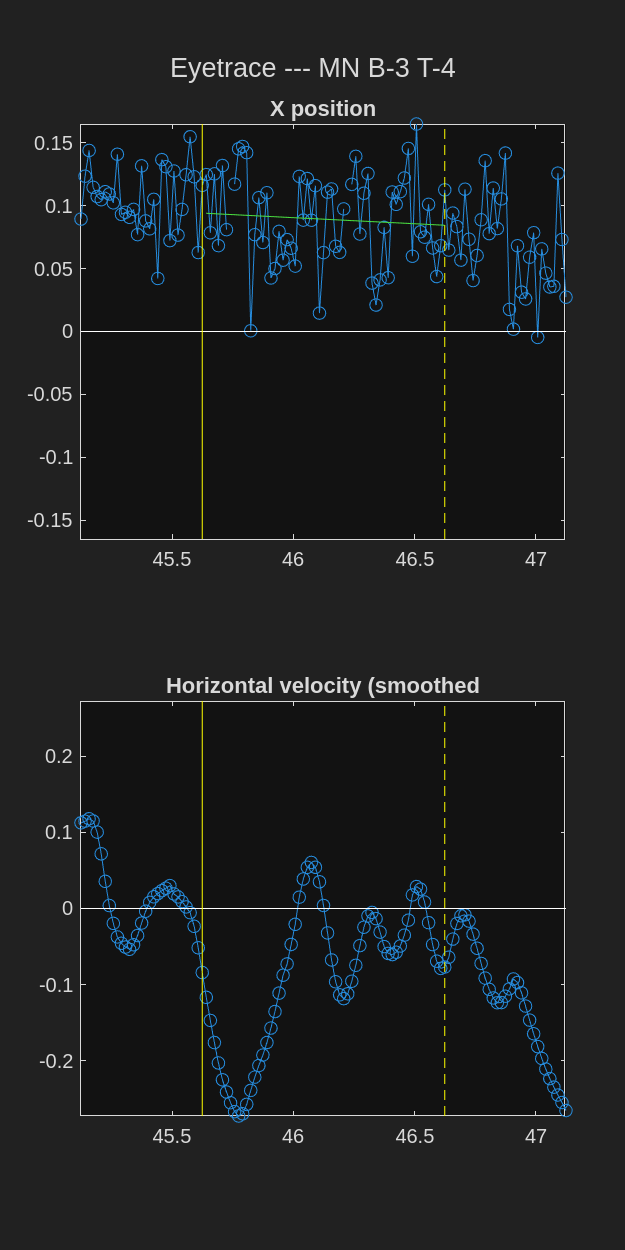 Eyetrace --- MN B-3 T-4
X position
0.15
0.1
0.05
0
-0.05
-0.1
-0.15
45.5 46 46.5 47
Horizontal velocity (smoothed
0.2
0.1
0
-0.1
-0.2
45.5 46 46.5 47